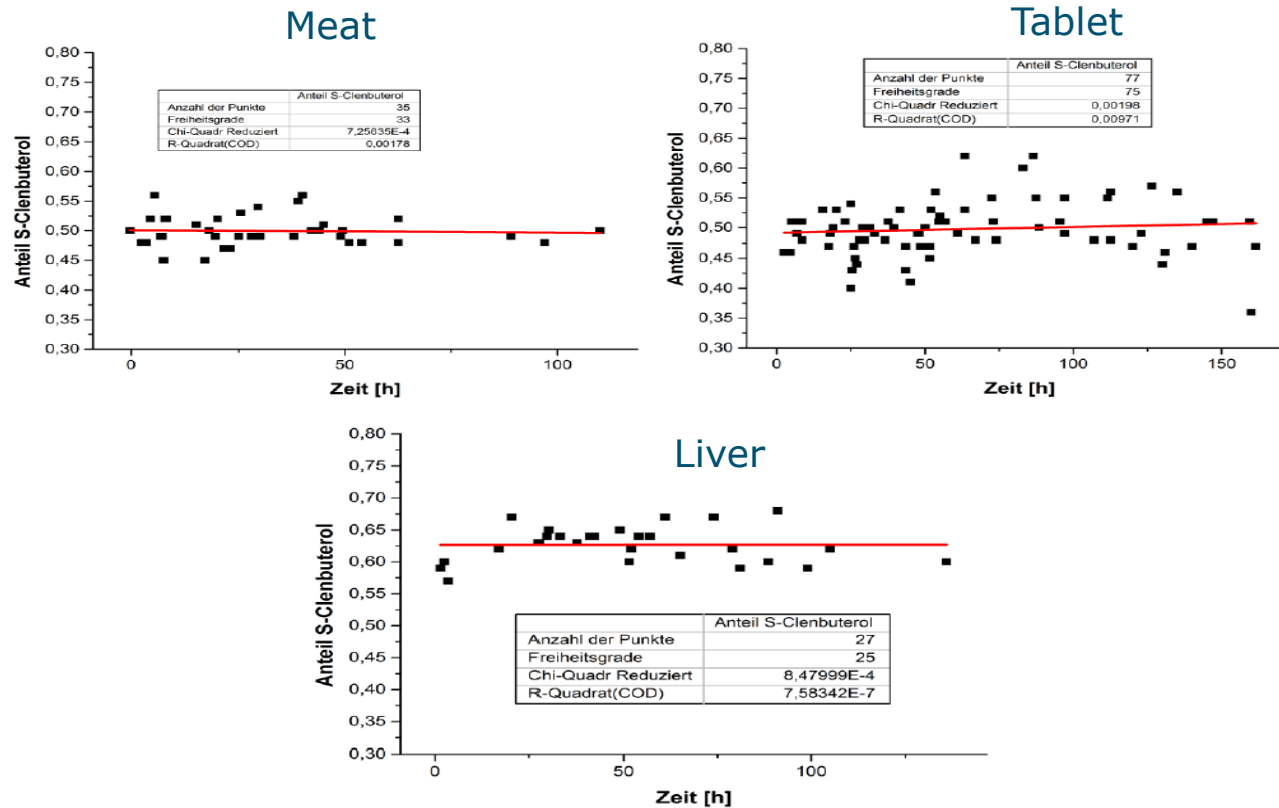 Meat
0,80
0,75
0,70
0,65
0,60
0,55
0,50
0,45
0,40
0,35
0,30
Anteil S-Clenbuterol
Anteil S-Clenbuterol
Anzahl der Punkte 35
Freiheitsgrade 33
Chi-Quadr Reduziert 7,25635E-4
R-Quadrat(COD) 0,00178
0 50 100
Zeit [h]
Tablet
0,80
0,75
0,70
0,65
0,60
0,55
0,50
0,45
0,40
0,35
0,30
Anteil S-Clenbuterol
Anteil S-Clenbuterol
Anzahl der Punkte 77
Freiheitsgrade 75
Chi-Quadr Reduziert 0,00198
R-Quadrat(COD) 0,00971
0 50 100 150
Zeit [h]
Liver
0,80
0,75
0,70
0,65
0,60
0,55
0,50
0,45
0,40
0,35
0,30
Anteil S-Clenbuterol
Anteil S-Clenbuterol
Anzahl der Punkte 27
Freiheitsgrade 25
Chi-Quadr Reduziert 8,47999E-4
R-Quadrat(COD) 7,58342E-7
0 50 100
Zeit [h]